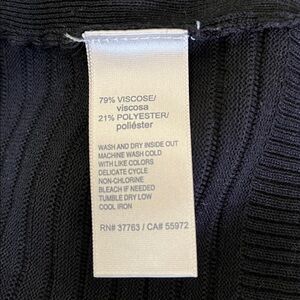 79% VISCOSE/
viscosa
21% POLYESTER/
poliéster
WASH AND DRY INSIDE OUT
MACHINE WASH COLD
WITH LIKE COLORS
DELICATE CYCLE
NON-CHLORINE
BLEACH IF NEEDED
TUMBLE DRY LOW
COOL IRON
RN# 37763 / CA# 55972